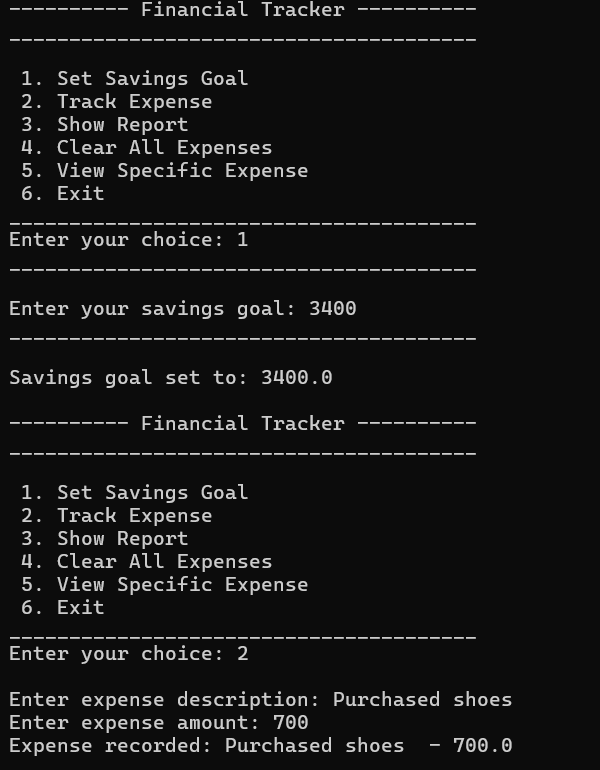 ---------- Financial Tracker ----------
_______________________________________
1. Set Savings Goal
2. Track Expense
3. Show Report
4. Clear All Expenses
5. View Specific Expense
6. Exit
_______________________________________
Enter your choice: 1
_______________________________________
Enter your savings goal: 3400
_______________________________________
Savings goal set to: 3400.0
---------- Financial Tracker ----------
_______________________________________
1. Set Savings Goal
2. Track Expense
3. Show Report
4. Clear All Expenses
5. View Specific Expense
6. Exit
_______________________________________
Enter your choice: 2
Enter expense description: Purchased shoes
Enter expense amount: 700
Expense recorded: Purchased shoes  - 700.0